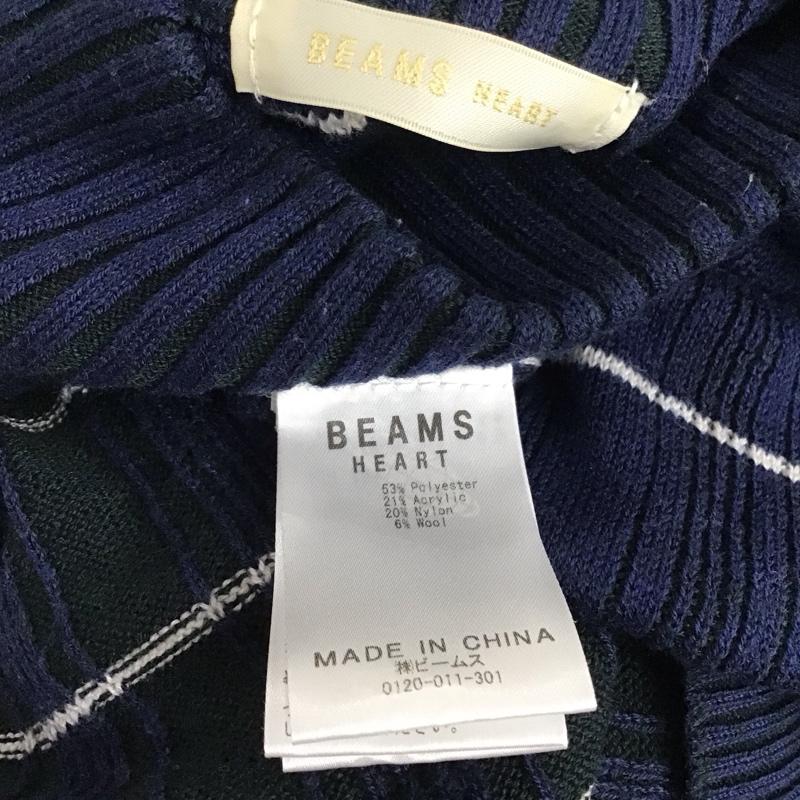 BEAMS HEART
BEAMS
HEART
53% Polyester
21% Acrylic
20% Nylon
6% Wool
MADE IN CHINA
㈱ビームス
0120-011-301